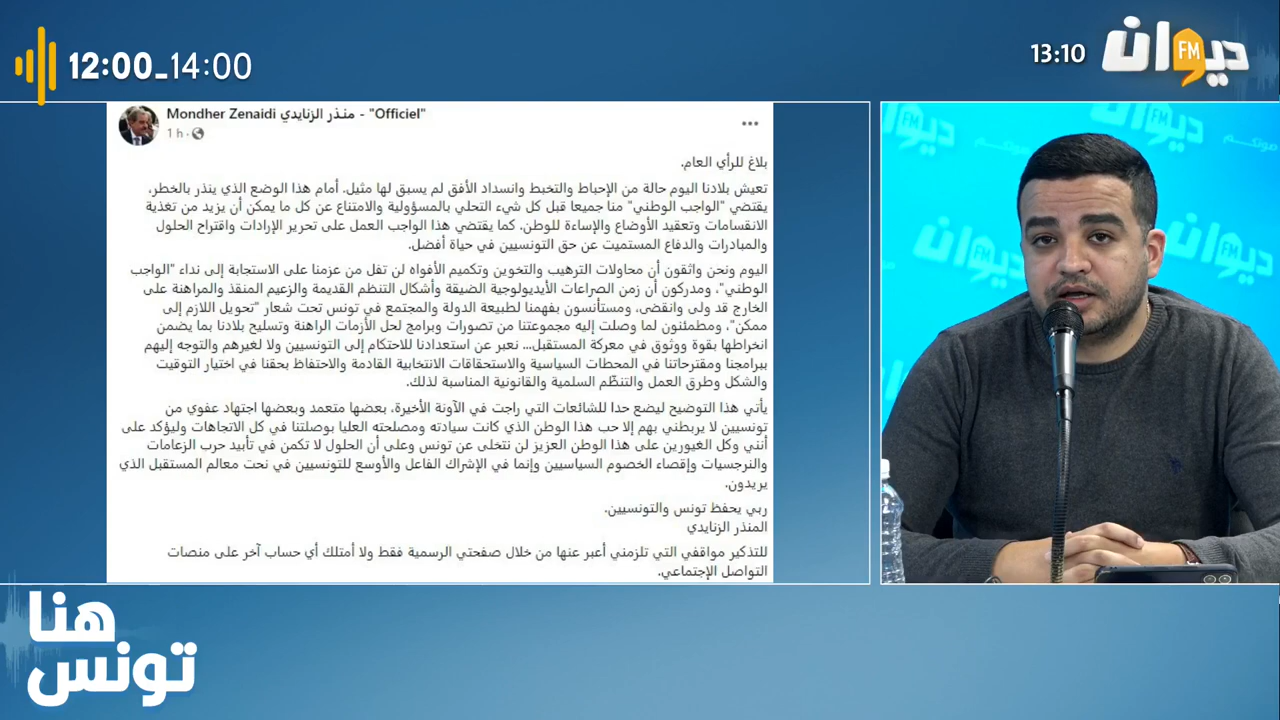 12:00_14:00
13:10
ديوان FM
Mondher Zenaidi منذر الزنايدي - "Officiel"
1 h
بلاغ للرأي العام.
تعيش بلادنا اليوم حالة من الإحباط والتخبط وانسداد الأفق لم يسبق لها مثيل. أمام هذا الوضع الذي ينذر بالخطر،
يقتضي "الواجب الوطني" منا جميعا قبل كل شيء التحلي بالمسؤولية والامتناع عن كل ما يمكن أن يزيد من تغذية
الانقسامات وتعقيد الأوضاع والإساءة للوطن. كما يقتضي هذا الواجب العمل على تحرير الإرادات واقتراح الحلول
والمبادرات والدفاع المستميت عن حق التونسيين في حياة أفضل.
اليوم ونحن واثقون أن محاولات الترهيب والتخوين وتكميم الأفواه لن تفل من عزمنا على الاستجابة إلى نداء "الواجب
الوطني"، ومدركون أن زمن الصراعات الأيديولوجية الضيقة وأشكال التنظم القديمة والزعيم المنقذ والمراهنة على
الخارج قد ولى وانقضى، ومستأنسون بفهمنا لطبيعة الدولة والمجتمع في تونس تحت شعار "تحويل اللازم إلى
ممكن"، ومطمئنون لما وصلت إليه مجموعتنا من تصورات وبرامج لحل الأزمات الراهنة وتسليح بلادنا بما يضمن
انخراطها بقوة ووثوق في معركة المستقبل... نعبر عن استعدادنا للاحتكام إلى التونسيين ولا لغيرهم والتوجه إليهم
ببرامجنا ومقترحاتنا في المحطات السياسية والاستحقاقات الانتخابية القادمة والاحتفاظ بحقنا في اختيار التوقيت
والشكل وطرق العمل والتنظّم السلمية والقانونية المناسبة لذلك.
يأتي هذا التوضيح ليضع حدا للشائعات التي راجت في الآونة الأخيرة، بعضها متعمد وبعضها اجتهاد عفوي من
تونسيين لا يربطني بهم إلا حب هذا الوطن الذي كانت سيادته ومصلحته العليا بوصلتنا في كل الاتجاهات وليؤكد على
أنني وكل الغيورين على هذا الوطن العزيز لن نتخلى عن تونس وعلى أن الحلول لا تكمن في تأبيد حرب الزعامات
والنرجسيات وإقصاء الخصوم السياسيين وإنما في الإشراك الفاعل والأوسع للتونسيين في نحت معالم المستقبل الذي
يريدون.
ربي يحفظ تونس والتونسيين.
المنذر الزنايدي
للتذكير مواقفي التي تلزمني أعبر عنها من خلال صفحتي الرسمية فقط ولا أمتلك أي حساب آخر على منصات
التواصل الإجتماعي.
ديوان FM
ديوان FM
ديوان FM
هنا
تونس